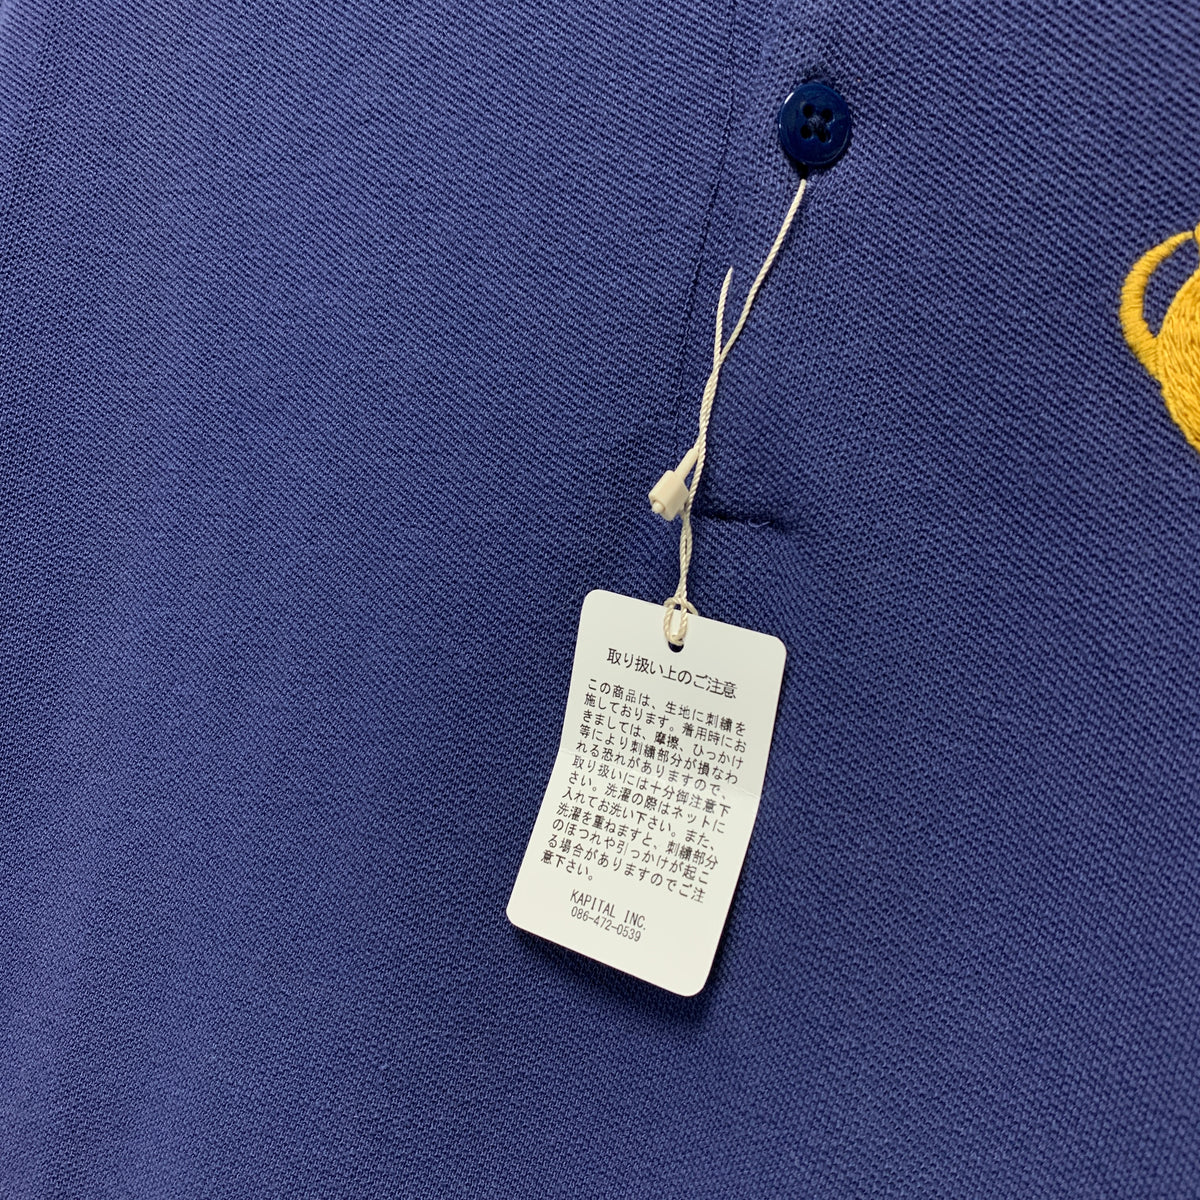 取り扱い上のご注意
この商品は、生地に刺繍を
施しております。着用時にお
きましては、摩擦、ひっかけ
等により刺繍部分が損なわ
れる恐れがありますので、
取り扱いには十分御注意下
さい。洗濯の際はネットに
入れてお洗い下さい。また、
洗濯を重ねますと、刺繍部分
のほつれや引っかけが起こ
る場合がありますのでご注
意下さい。
KAPITAL INC.
086-472-0539